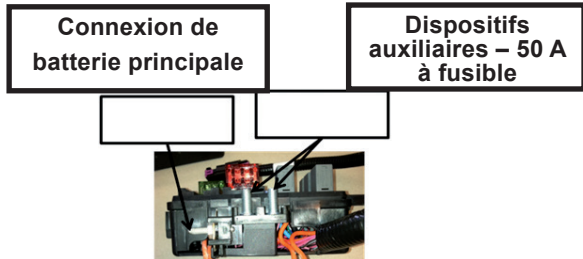 Connexion de
batterie principale
Dispositifs
auxiliaires – 50 A
à fusible